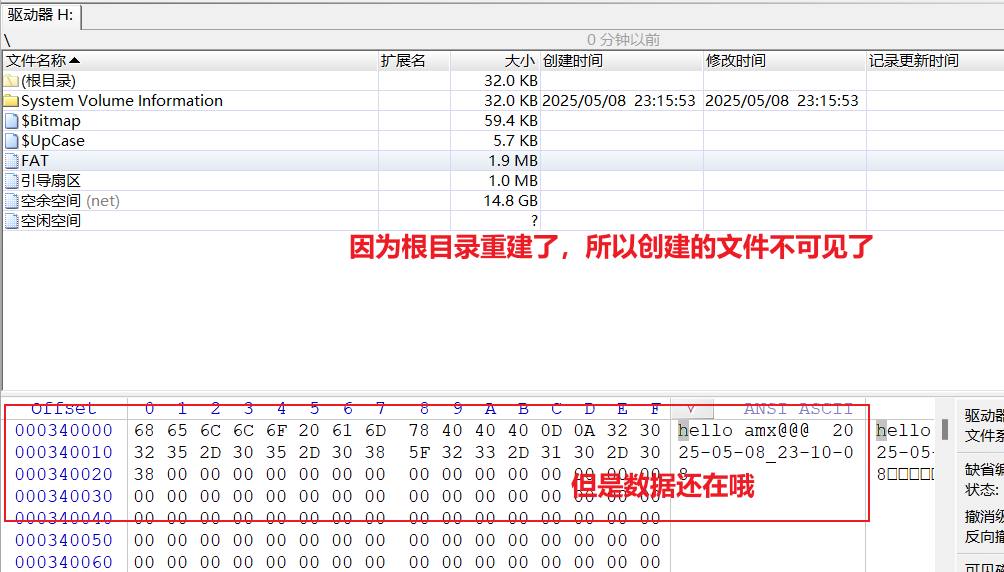 驱动器 H:
\ 0 分钟以前
文件名称 扩展名 大小 创建时间 修改时间 记录更新时间
(根目录) 32.0 KB
System Volume Information 32.0 KB 2025/05/08 23:15:53 2025/05/08 23:15:53
$Bitmap 59.4 KB
$UpCase 5.7 KB
FAT 1.9 MB
引导扇区 1.0 MB
空余空间 (net) 14.8 GB
空闲空间 ?
因为根目录重建了，所以创建的文件不可见了
Offset 0 1 2 3 4 5 6 7 8 9 A B C D E F ANSI ASCII
000340000 68 65 6C 6C 6F 20 61 6D 78 40 40 40 0D 0A 32 30 hello amx@@@ 20 hello
000340010 32 35 2D 30 35 2D 30 38 5F 32 33 2D 31 30 2D 30 25-05-08_23-10-0 25-05-
000340020 38 00 00 00 00 00 00 00 00 00 00 00 00 00 00 00 8 8
但是数据还在哦
000340030 00 00 00 00 00 00 00 00 00 00 00 00 00 00 00 00
000340040 00 00 00 00 00 00 00 00 00 00 00 00 00 00 00 00
000340050 00 00 00 00 00 00 00 00 00 00 00 00 00 00 00 00
000340060 00 00 00 00 00 00 00 00 00 00 00 00 00 00 00 00
驱动器
文件系
缺省编
状态:
撤消级
反向撤